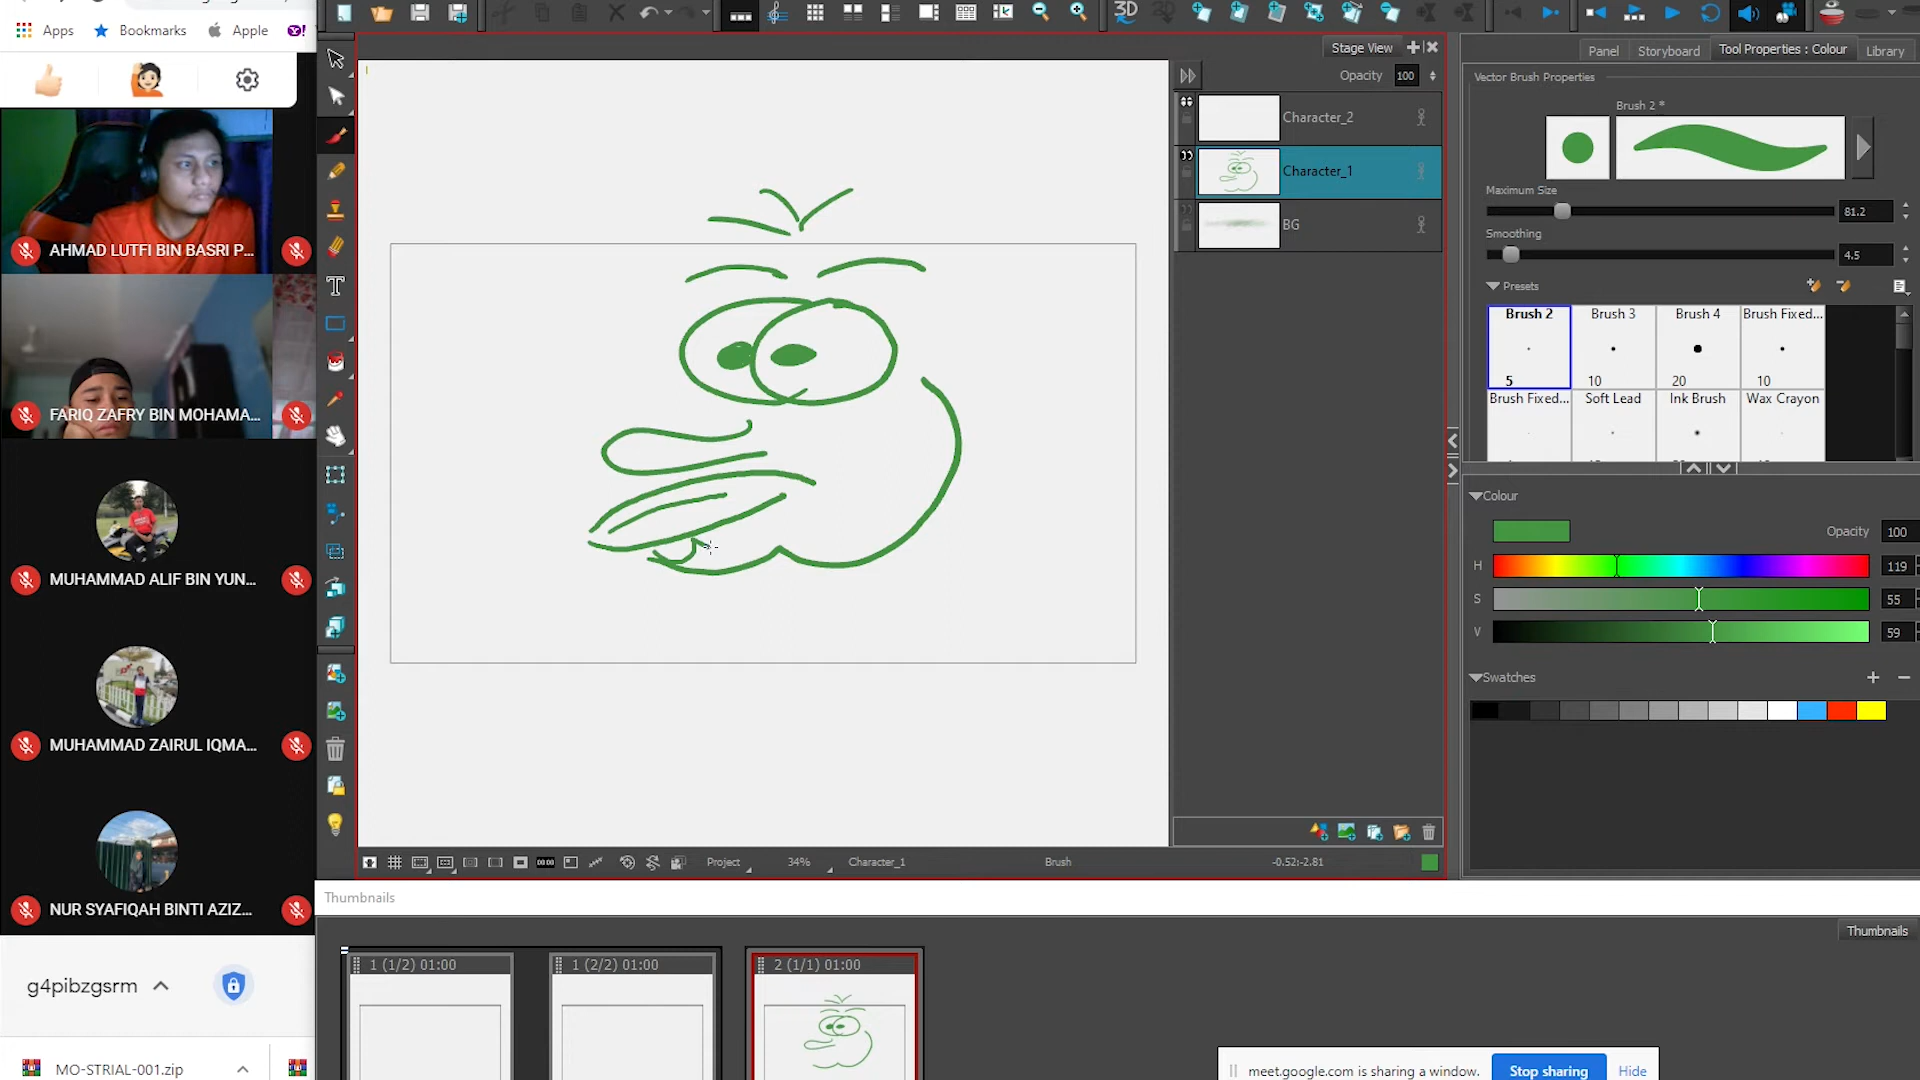 Apps
Bookmarks
Apple
AHMAD LUTFI BIN BASRI P...
FARIQ ZAFRY BIN MOHAMA...
MUHAMMAD ALIF BIN YUN...
MUHAMMAD ZAIRUL IQMA...
NUR SYAFIQAH BINTI AZIZ...
g4pibzgsrm
MO-STRIAL-001.zip
3D
Stage View
Opacity 100
Character_2
Character_1
BG
Project 34% Character_1 Brush -0.52:-2.81
Panel Storyboard Tool Properties : Colour Library
Vector Brush Properties
Brush 2 *
Maximum Size
81.2
Smoothing
4.5
Presets
Brush 2 Brush 3 Brush 4 Brush Fixed...
5 10 20 10
Brush Fixed... Soft Lead Ink Brush Wax Crayon
Colour
Opacity 100
H 119
S 55
V 59
Swatches
Thumbnails
Thumbnails
1 (1/2) 01:00 1 (2/2) 01:00 2 (1/1) 01:00
meet.google.com is sharing a window. Stop sharing Hide